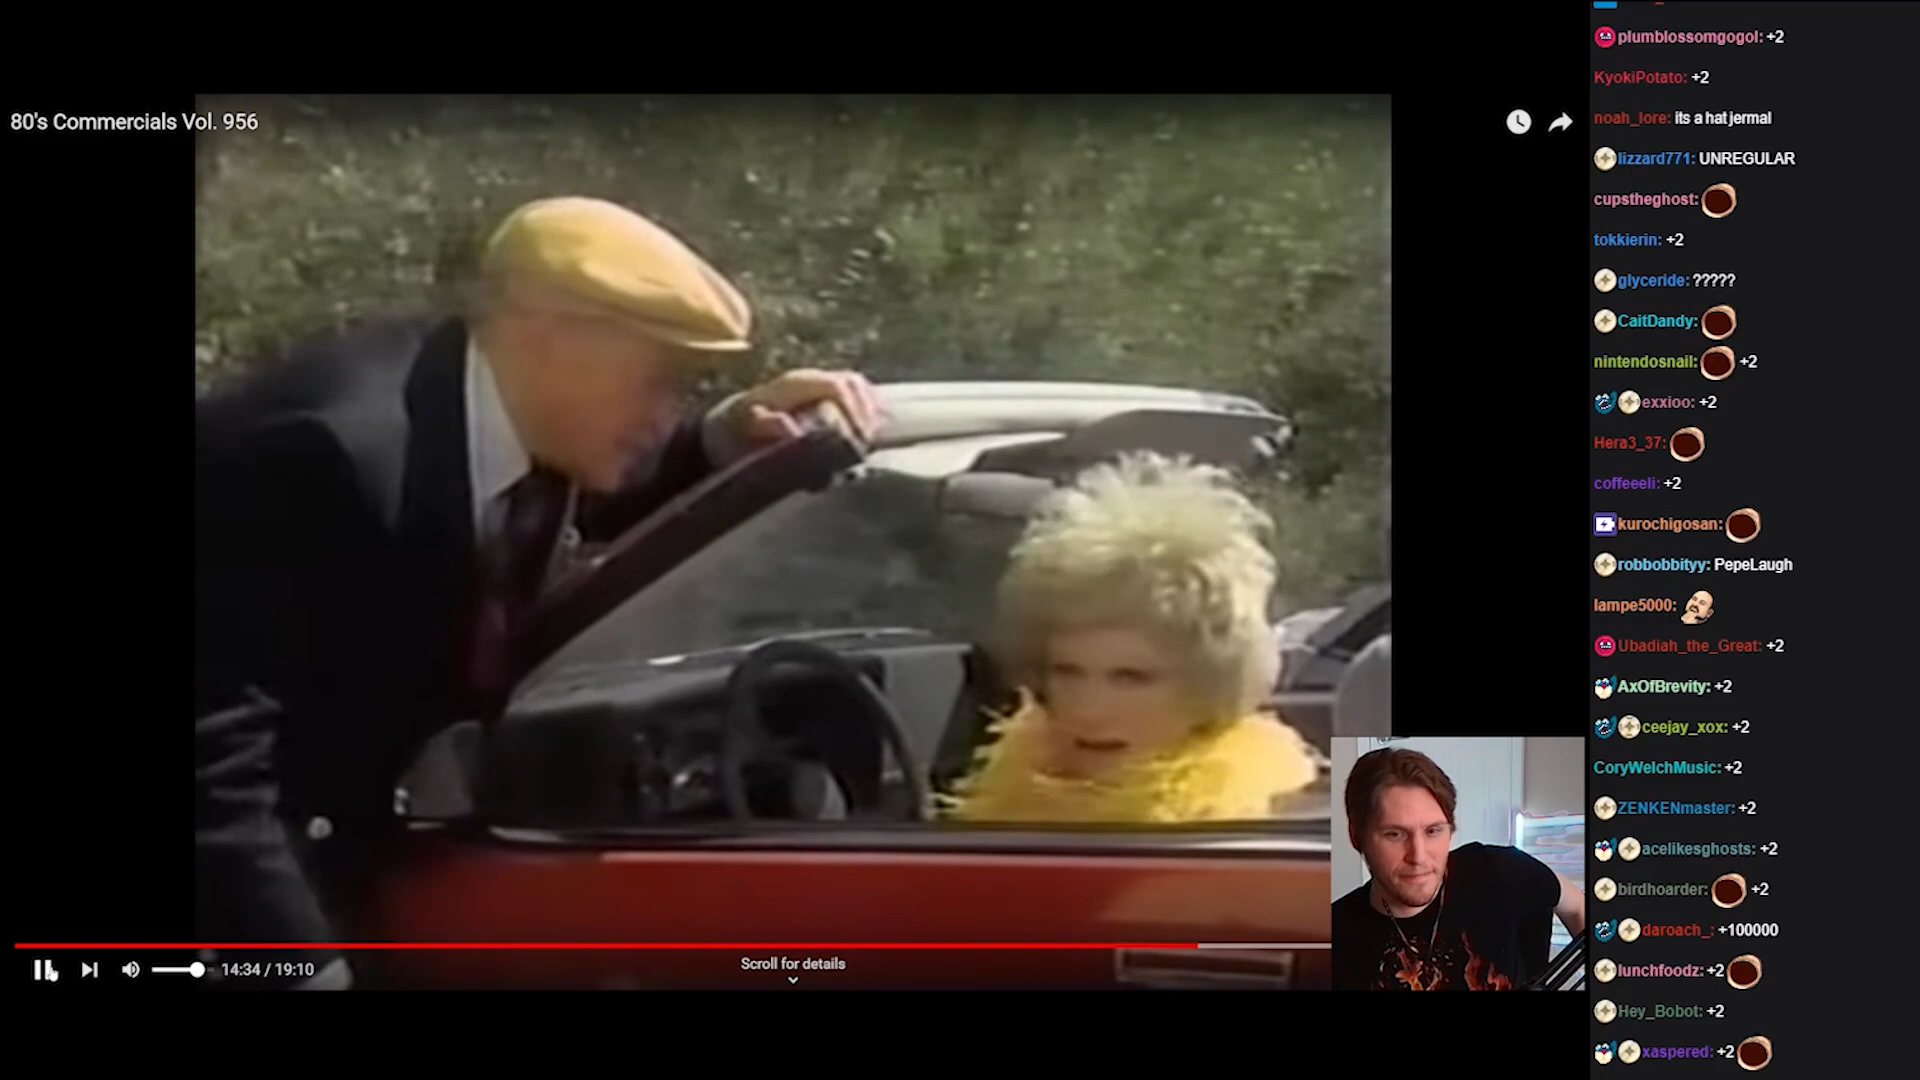 80's Commercials Vol. 956
14:34 / 19:10
Scroll for details
plumblossomgogol: +2
KyokiPotato: +2
noah_lore: its a hat jermal
lizzard771: UNREGULAR
cupstheghost:
tokkierin: +2
glyceride: ?????
CaitDandy:
nintendosnail: +2
exxioo: +2
Hera3_37:
coffeeeli: +2
kurochigosan:
robbobbityy: PepeLaugh
lampe5000:
Ubadiah_the_Great: +2
AxOfBrevity: +2
ceejay_xox: +2
CoryWelchMusic: +2
ZENKENmaster: +2
acelikesghosts: +2
birdhoarder: +2
daroach_: +100000
lunchfoodz: +2
Hey_Bobot: +2
xaspered: +2